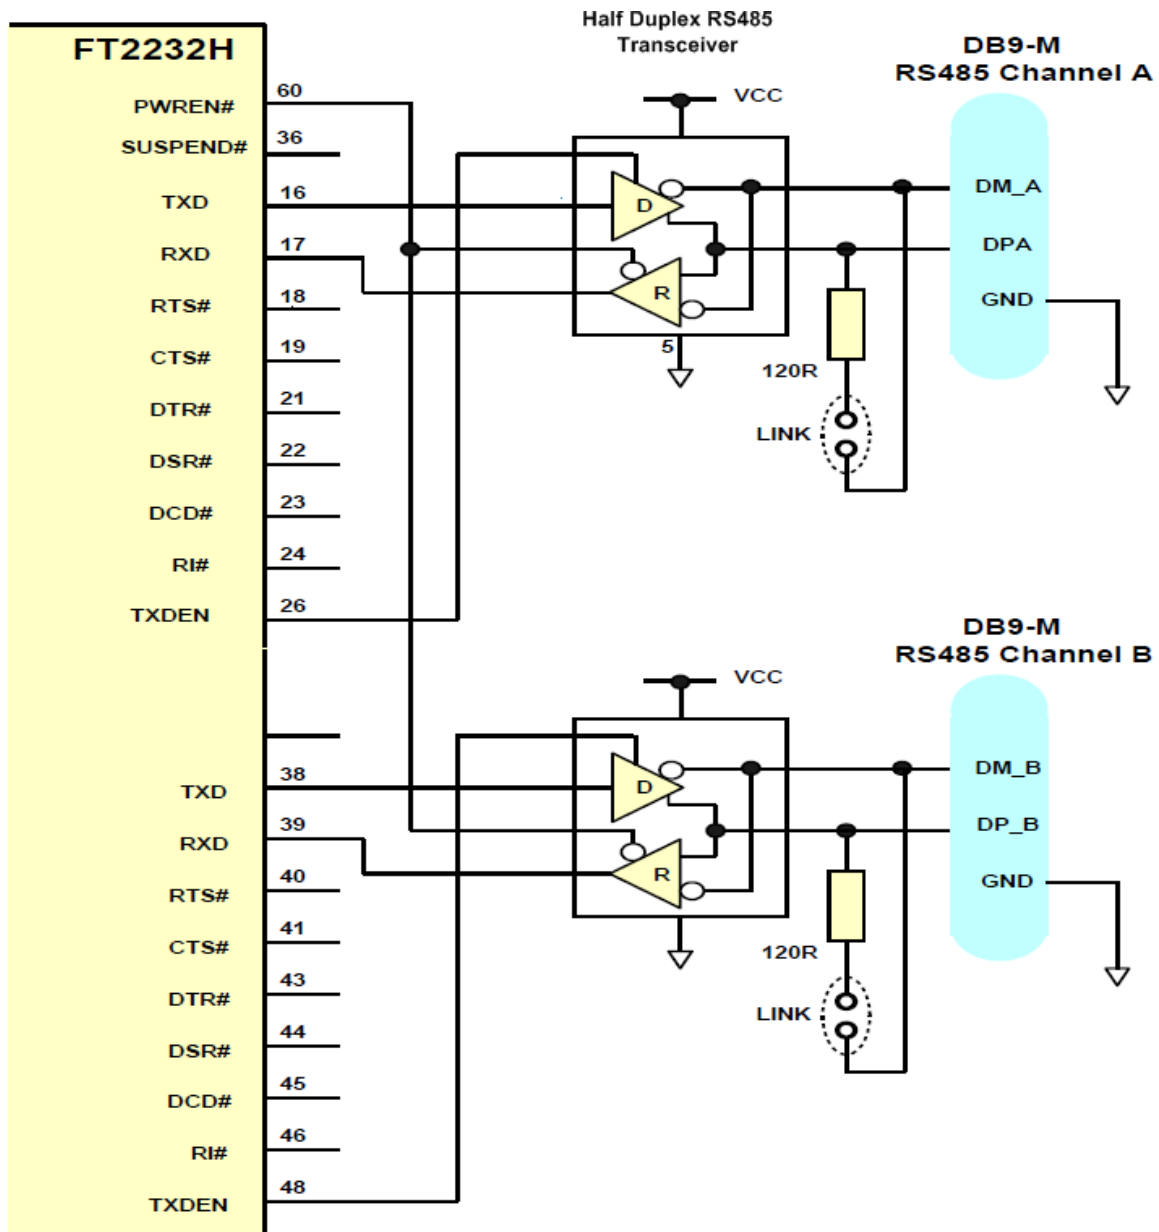 Half Duplex RS485
Transceiver
DB9-M
RS485 Channel A
FT2232H
PWREN#
60
SUSPEND#
36
TXD
16
RXD
17
RTS#
18
CTS#
19
DTR#
21
DSR#
22
DCD#
23
RI#
24
TXDEN
26
VCC
D
R
5
120R
LINK
DM_A
DPA
GND
DB9-M
RS485 Channel B
TXD
38
RXD
39
RTS#
40
CTS#
41
DTR#
43
DSR#
44
DCD#
45
RI#
46
TXDEN
48
VCC
D
R
120R
LINK
DM_B
DP_B
GND